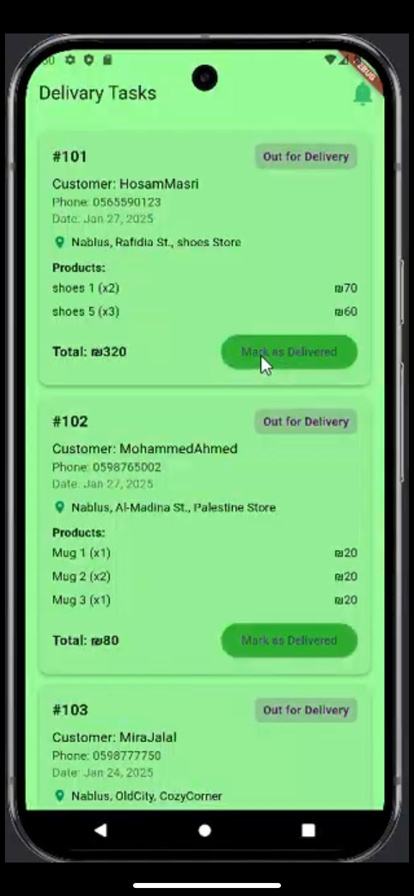 DEBUG
Delivary Tasks
#101 Out for Delivery
Customer: HosamMasri
Phone: 0565590123
Date: Jan 27, 2025
Nablus, Rafidia St., shoes Store
Products:
shoes 1 (x2) ₪70
shoes 5 (x3) ₪60
Total: ₪320 Mark as Delivered
#102 Out for Delivery
Customer: MohammedAhmed
Phone: 0598765002
Date: Jan 27, 2025
Nablus, Al-Madina St., Palestine Store
Products:
Mug 1 (x1) ₪20
Mug 2 (x2) ₪20
Mug 3 (x1) ₪20
Total: ₪80 Mark as Delivered
#103 Out for Delivery
Customer: MiraJalal
Phone: 0598777750
Date: Jan 24, 2025
Nablus, OldCity, CozyCorner